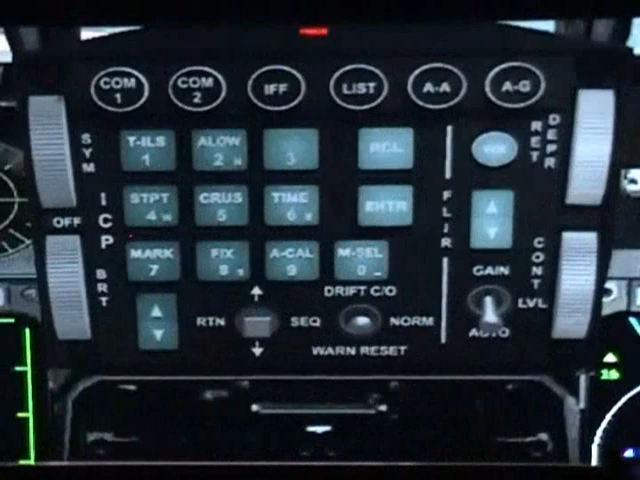 COM 1
COM 2
IFF
LIST
A-A
A-G
SYM
T-ILS 1
ALOW 2 N
3
RCL
RET
DEPR
STPT 4 W
CRUS 5
TIME 6 E
ENTR
FLIR
OFF
ICP
MARK 7
FIX 8 S
A-CAL 9
M-SEL 0
GAIN
CONT
BRT
DRIFT C/O
LVL
RTN
SEQ
NORM
AUTO
WARN RESET
16